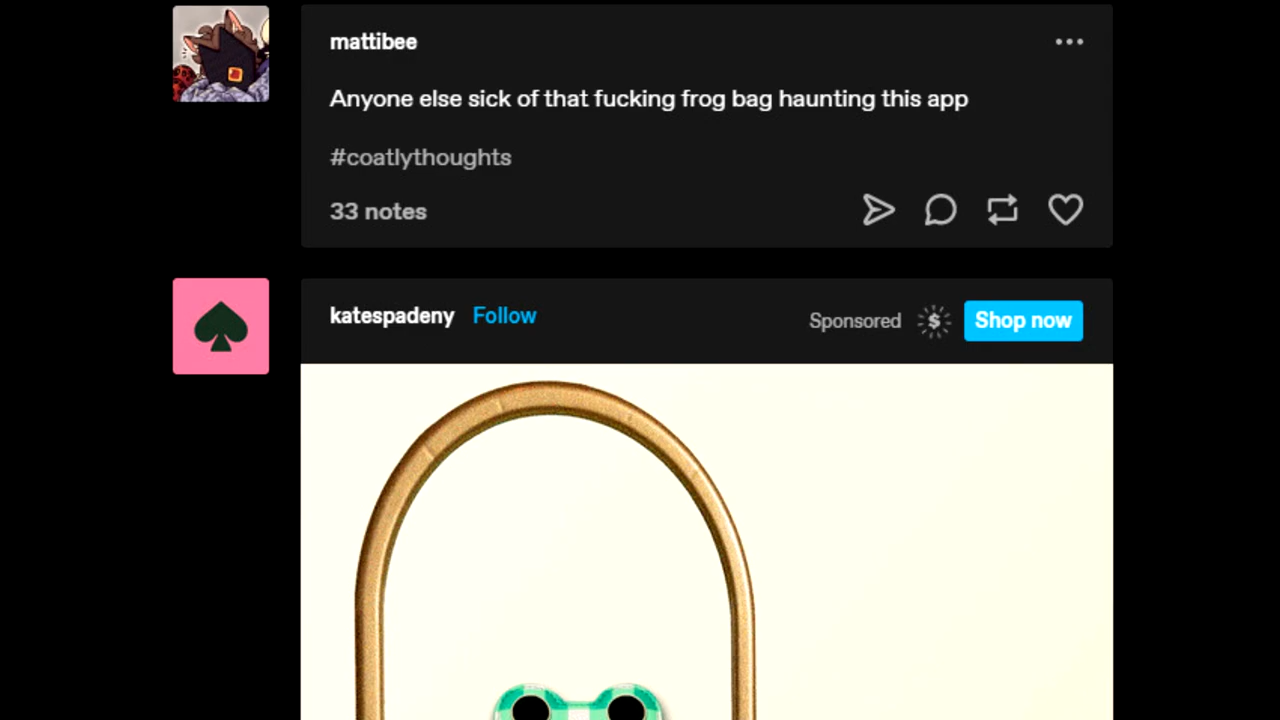 mattibee
Anyone else sick of that fucking frog bag haunting this app
#coatlythoughts
33 notes
katespadeny Follow Sponsored $ Shop now